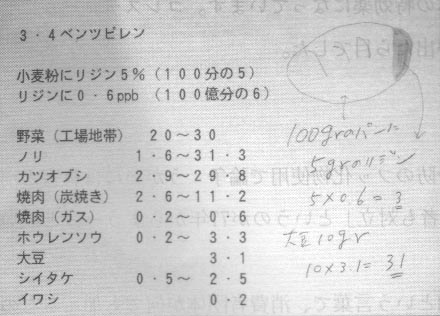 3・4ベンツピレン
小麦粉にリジン5%(100分の5)
リジンに0・6ppb(100億分の6)
野菜(工場地帯) 20〜30
ノリ 1・6〜31・3
カツオブシ 2・9〜29・8
焼肉(炭焼き) 2・6〜11・2
焼肉(ガス) 0・2〜 0・6
ホウレンソウ 0・2〜 3・3
大豆 3・1
シイタケ 0・5〜 2・5
イワシ 0・2
100grのパンに
5grのリジン
5×0.6=3
大豆10gr
10×3.1=31